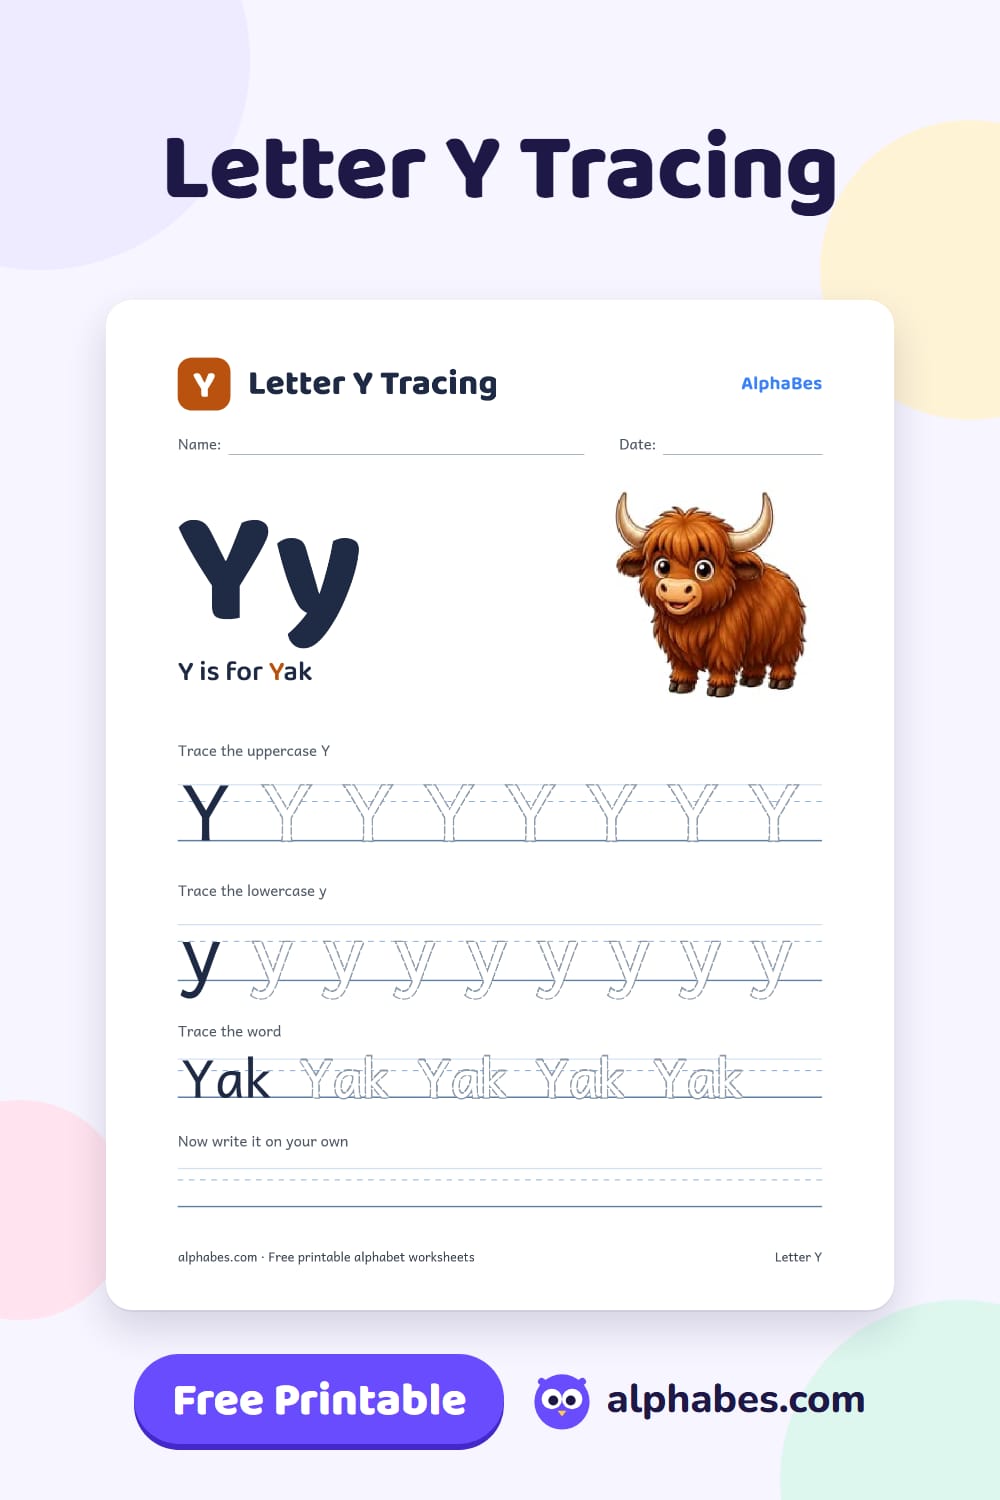 Letter Y Tracing
Y Letter Y Tracing AlphaBes
Name: Date:
Yy
Y is for Yak
Trace the uppercase Y
Y Y Y Y Y Y Y Y
Trace the lowercase y
y y y y y y y y y
Trace the word
Yak Yak Yak Yak Yak
Now write it on your own
alphabes.com · Free printable alphabet worksheets Letter Y
Free Printable alphabes.com